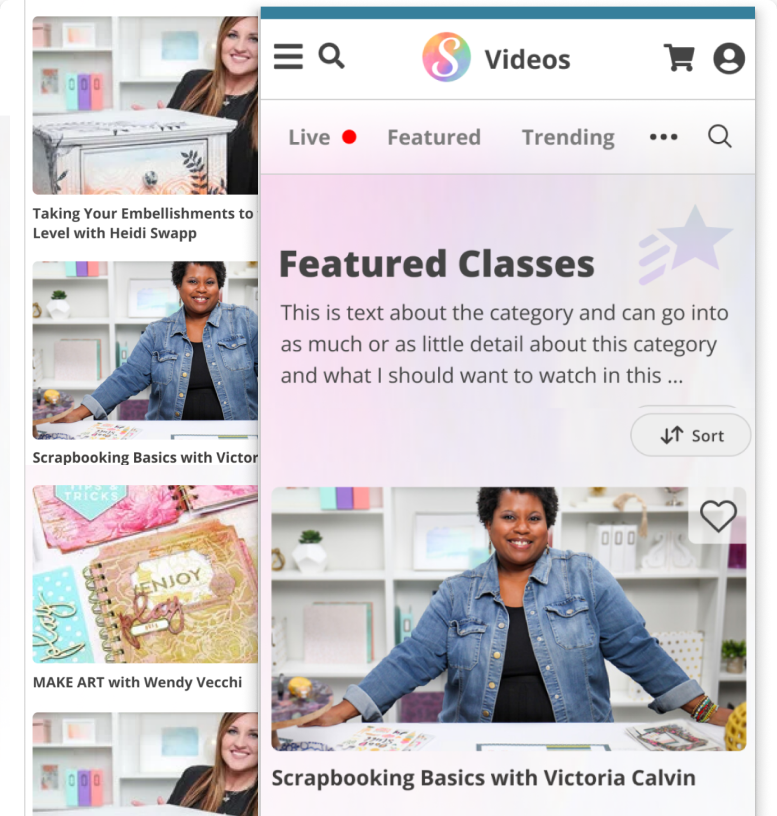 Taking Your Embellishments to
Level with Heidi Swapp
Scrapbooking Basics with Victor
TIPS &
TRICKS
ENJOY
play
MAKE ART with Wendy Vecchi
S Videos
Live Featured Trending
Featured Classes
This is text about the category and can go into
as much or as little detail about this category
and what I should want to watch in this ...
Sort
Scrapbooking Basics with Victoria Calvin